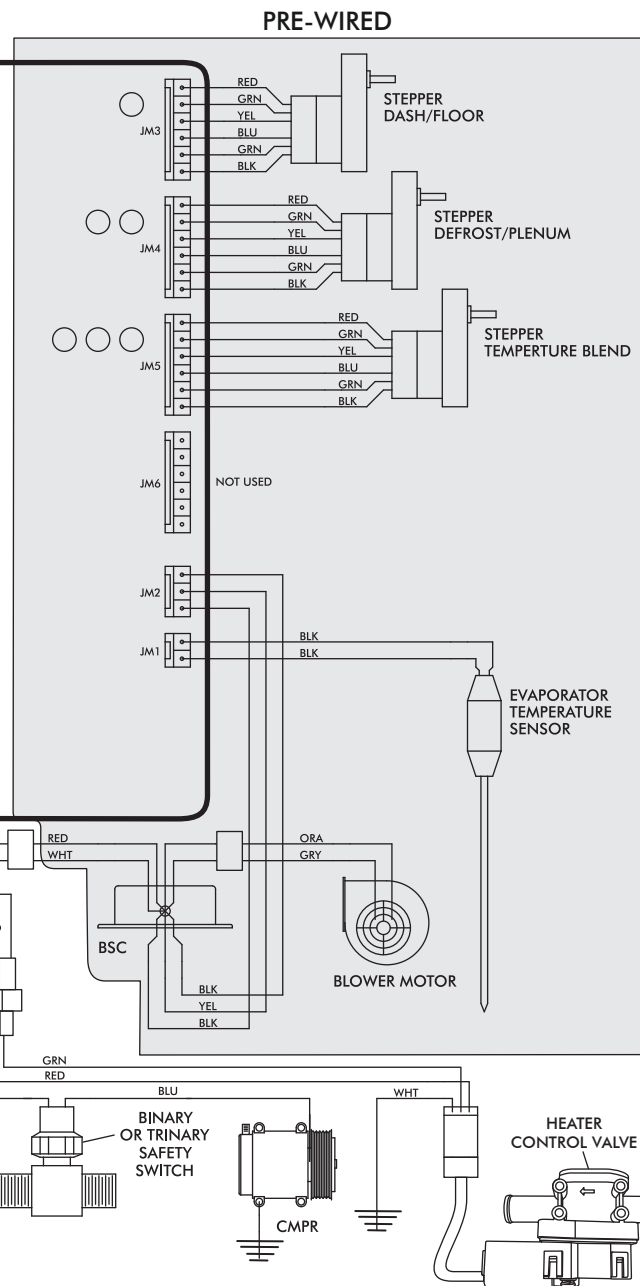 PRE-WIRED
RED
GRN
YEL
BLU
GRN
BLK
JM3
STEPPER
DASH/FLOOR
RED
GRN
YEL
BLU
GRN
BLK
JM4
STEPPER
DEFROST/PLENUM
RED
GRN
YEL
BLU
GRN
BLK
JM5
STEPPER
TEMPERTURE BLEND
JM6
NOT USED
JM2
JM1
BLK
BLK
EVAPORATOR
TEMPERATURE
SENSOR
RED
WHT
ORA
GRY
BSC
BLOWER MOTOR
BLK
YEL
BLK
GRN
RED
BLU
WHT
BINARY
OR TRINARY
SAFETY
SWITCH
CMPR
HEATER
CONTROL VALVE